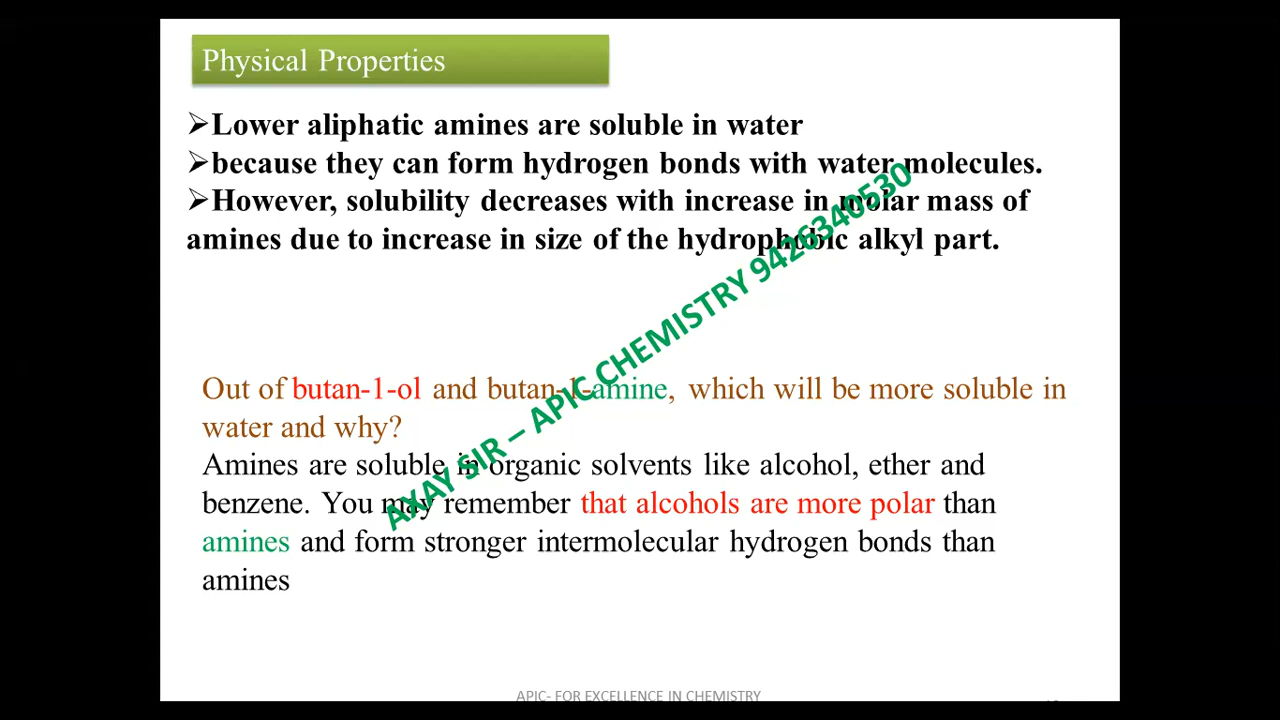 Physical Properties
➢Lower aliphatic amines are soluble in water
➢because they can form hydrogen bonds with water molecules.
➢However, solubility decreases with increase in molar mass of
amines due to increase in size of the hydrophobic alkyl part.
AXAY SIR – APIC CHEMISTRY 9426340530
Out of butan-1-ol and butan-1-amine, which will be more soluble in
water and why?
Amines are soluble in organic solvents like alcohol, ether and
benzene. You may remember that alcohols are more polar than
amines and form stronger intermolecular hydrogen bonds than
amines
APIC- FOR EXCELLENCE IN CHEMISTRY